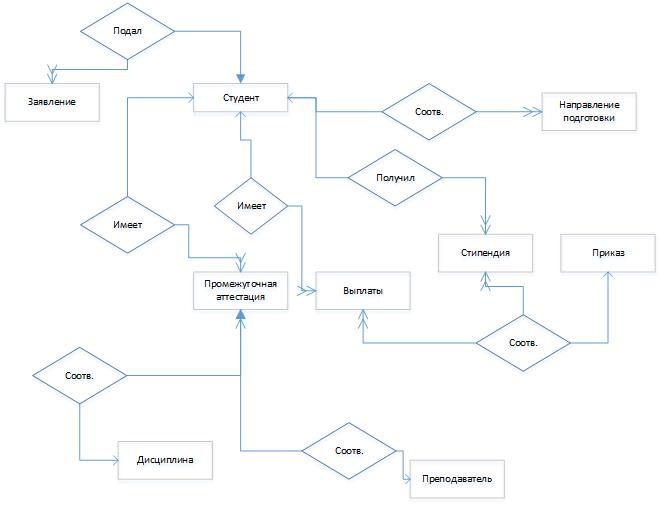 Подал
Заявление
Студент
Соотв.
Направление
подготовки
Получил
Имеет
Имеет
Стипендия
Приказ
Промежуточная
аттестация
Выплаты
Соотв.
Соотв.
Соотв.
Дисциплина
Преподаватель